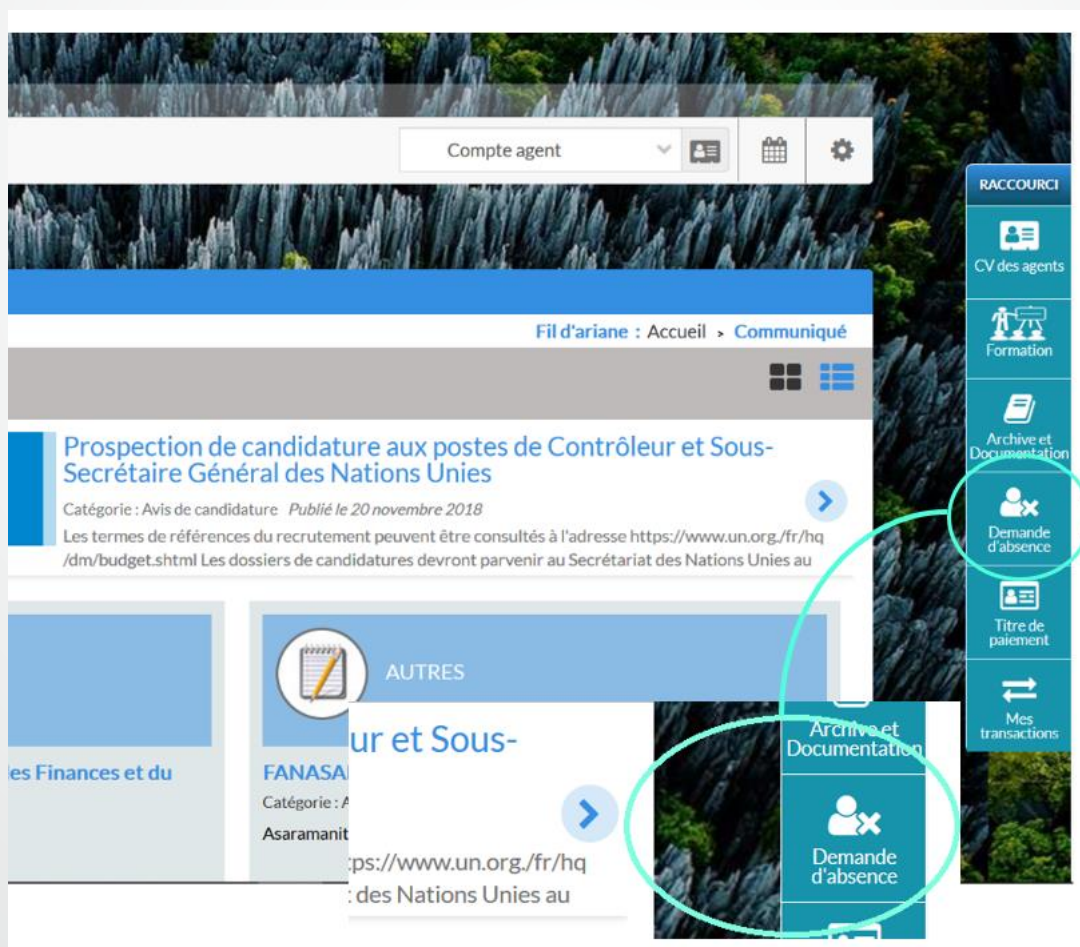 Compte agent
RACCOURCI
CV des agents
Formation
Archive et
Documentation
Demande
d'absence
Titre de
paiement
Mes
transactions
Fil d'ariane : Accueil > Communiqué
Prospection de candidature aux postes de Contrôleur et Sous-
Secrétaire Général des Nations Unies
Catégorie : Avis de candidature Publié le 20 novembre 2018
Les termes de références du recrutement peuvent être consultés à l'adresse https://www.un.org./fr/hq
/dm/budget.shtml Les dossiers de candidatures devront parvenir au Secrétariat des Nations Unies au
AUTRES
es Finances et du
FANASA
Catégorie : A
Asaramanit
ur et Sous-
ps://www.un.org./fr/hq
des Nations Unies au
Archive et
Documentation
Demande
d'absence